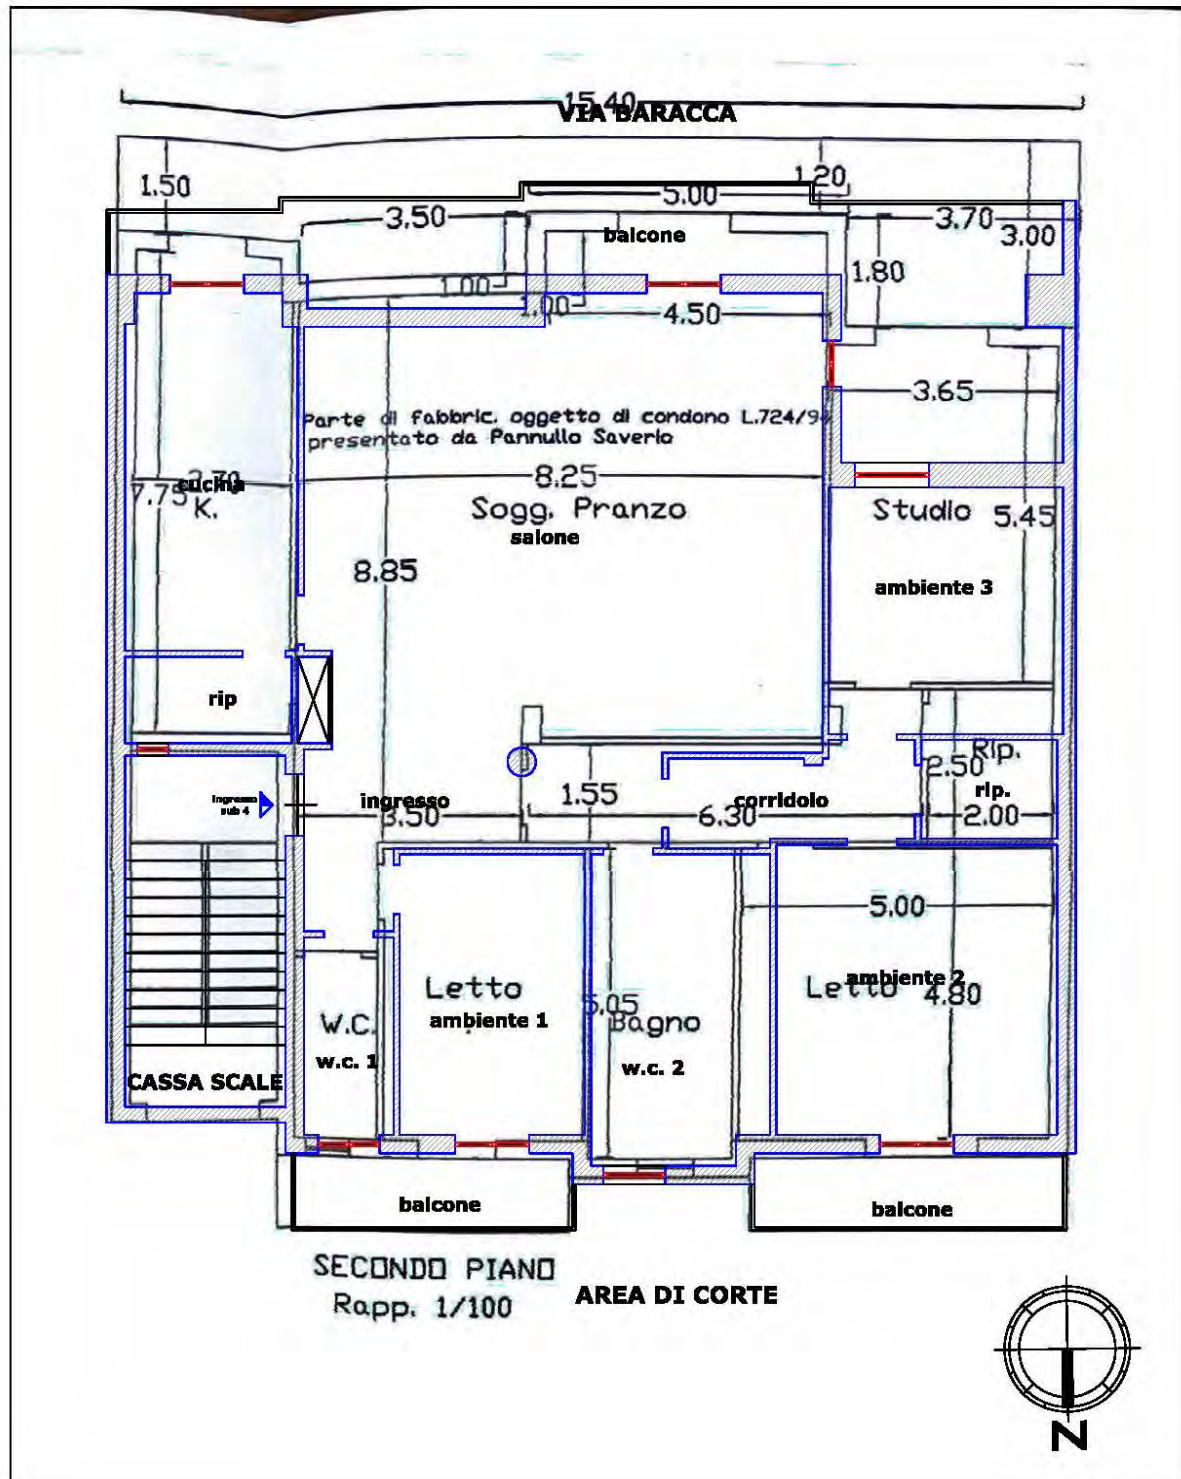 15.40
VIA BARACCA
1.50
1.20
5.00
3.50
3.70
balcone
3.00
1.80
1.00
1.00
4.50
3.65
Parte di fabbric. oggetto di condono L.724/94
presentato da Pannullo Saverio
8.25
7.75
cucina
K.
Sogg. Pranzo
Studio
5.45
salone
8.85
ambiente 3
rip
Rip.
2.50
rip.
ingresso
sub 4
ingresso
1.55
corridoio
3.50
6.30
2.00
5.00
Letto
ambiente 2
Letto
4.80
5.05
W.C.
ambiente 1
Bagno
w.c. 1
w.c. 2
CASSA SCALE
balcone
balcone
SECONDO PIANO
AREA DI CORTE
Rapp. 1/100
N